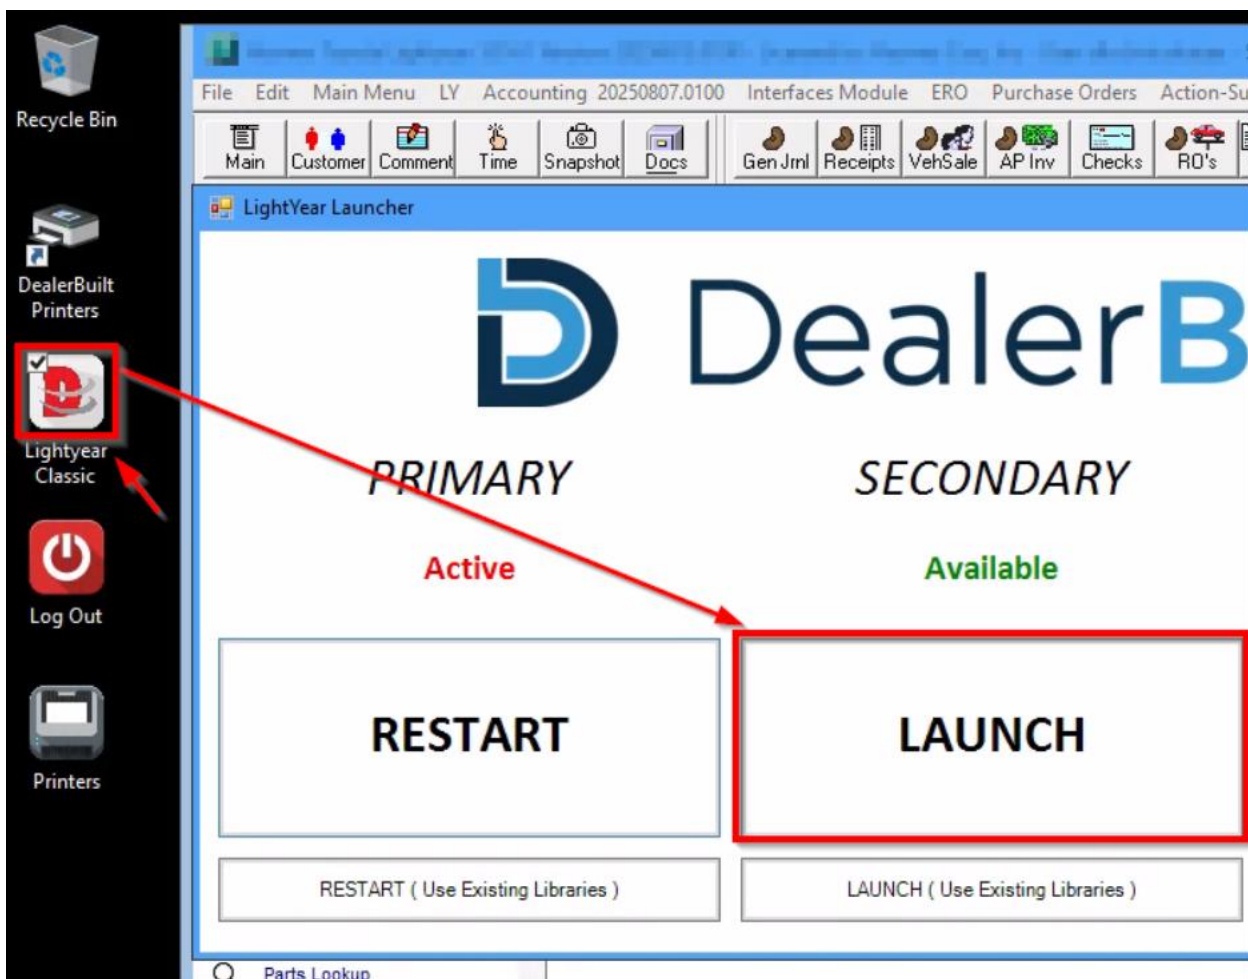 Recycle Bin
DealerBuilt
Printers
Lightyear
Classic
Log Out
Printers
File Edit Main Menu LY Accounting 20250807.0100 Interfaces Module ERO Purchase Orders Action-Su
Main Customer Comment Time Snapshot Docs Gen Jrnl Receipts VehSale AP Inv Checks RO's
LightYear Launcher
DealerB
PRIMARY SECONDARY
Active Available
RESTART LAUNCH
RESTART ( Use Existing Libraries ) LAUNCH ( Use Existing Libraries )
Parts Lookup